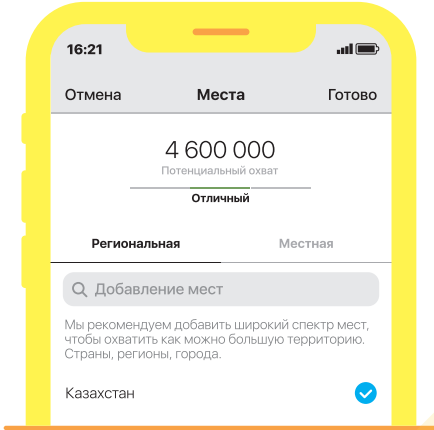 16:21
Отмена Места Готово
4 600 000
Потенциальный охват
Отличный
Региональная Местная
Добавление мест
Мы рекомендуем добавить широкий спектр мест,
чтобы охватить как можно большую территорию.
Страны, регионы, города.
Казахстан